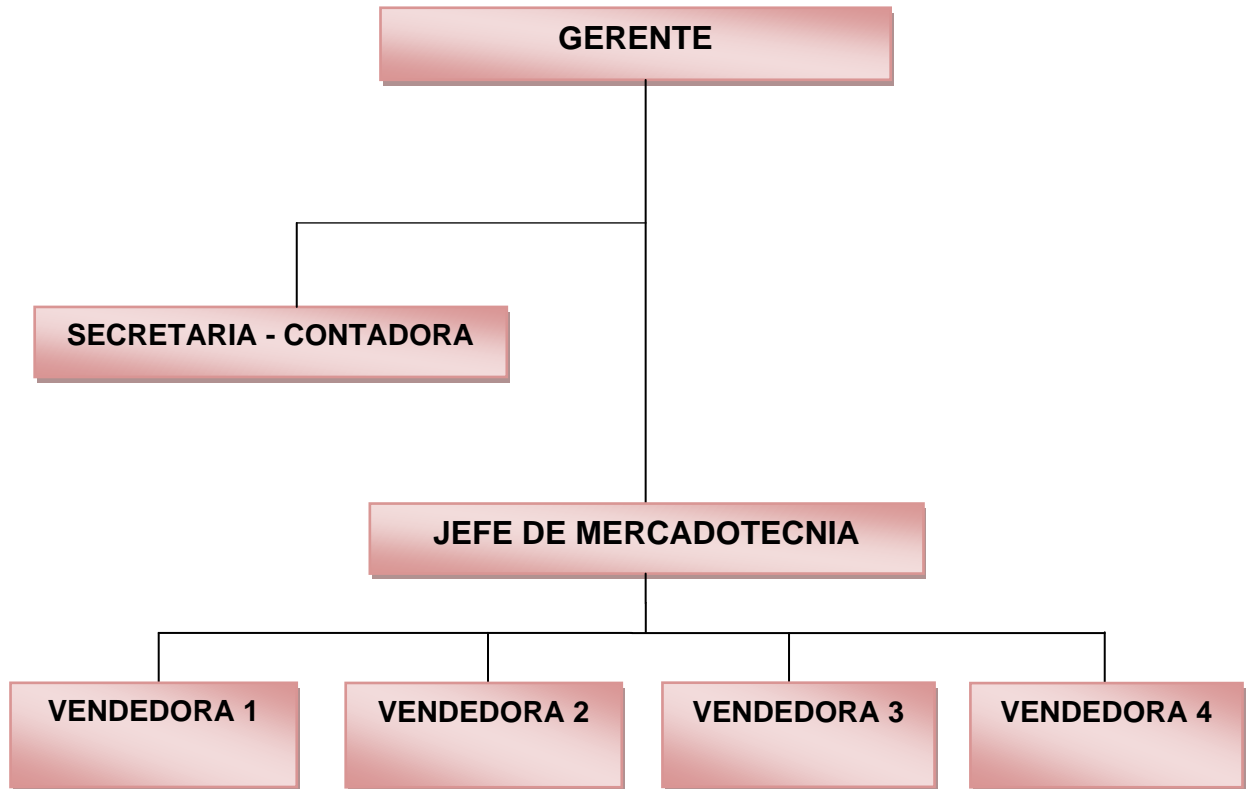 GERENTE
SECRETARIA - CONTADORA
JEFE DE MERCADOTECNIA
VENDEDORA 1
VENDEDORA 2
VENDEDORA 3
VENDEDORA 4